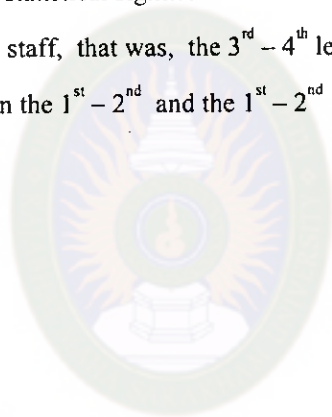 staff, that was, the 3rd – 4th le
n the 1st – 2nd and the 1st – 2nd